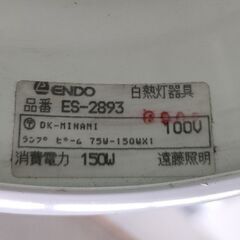 ENDO 白熱灯器具
品番 ES-2893
DK-MINAMI 100V
ランプ ビーム 75W-150WX1
消費電力 150W 遠藤照明